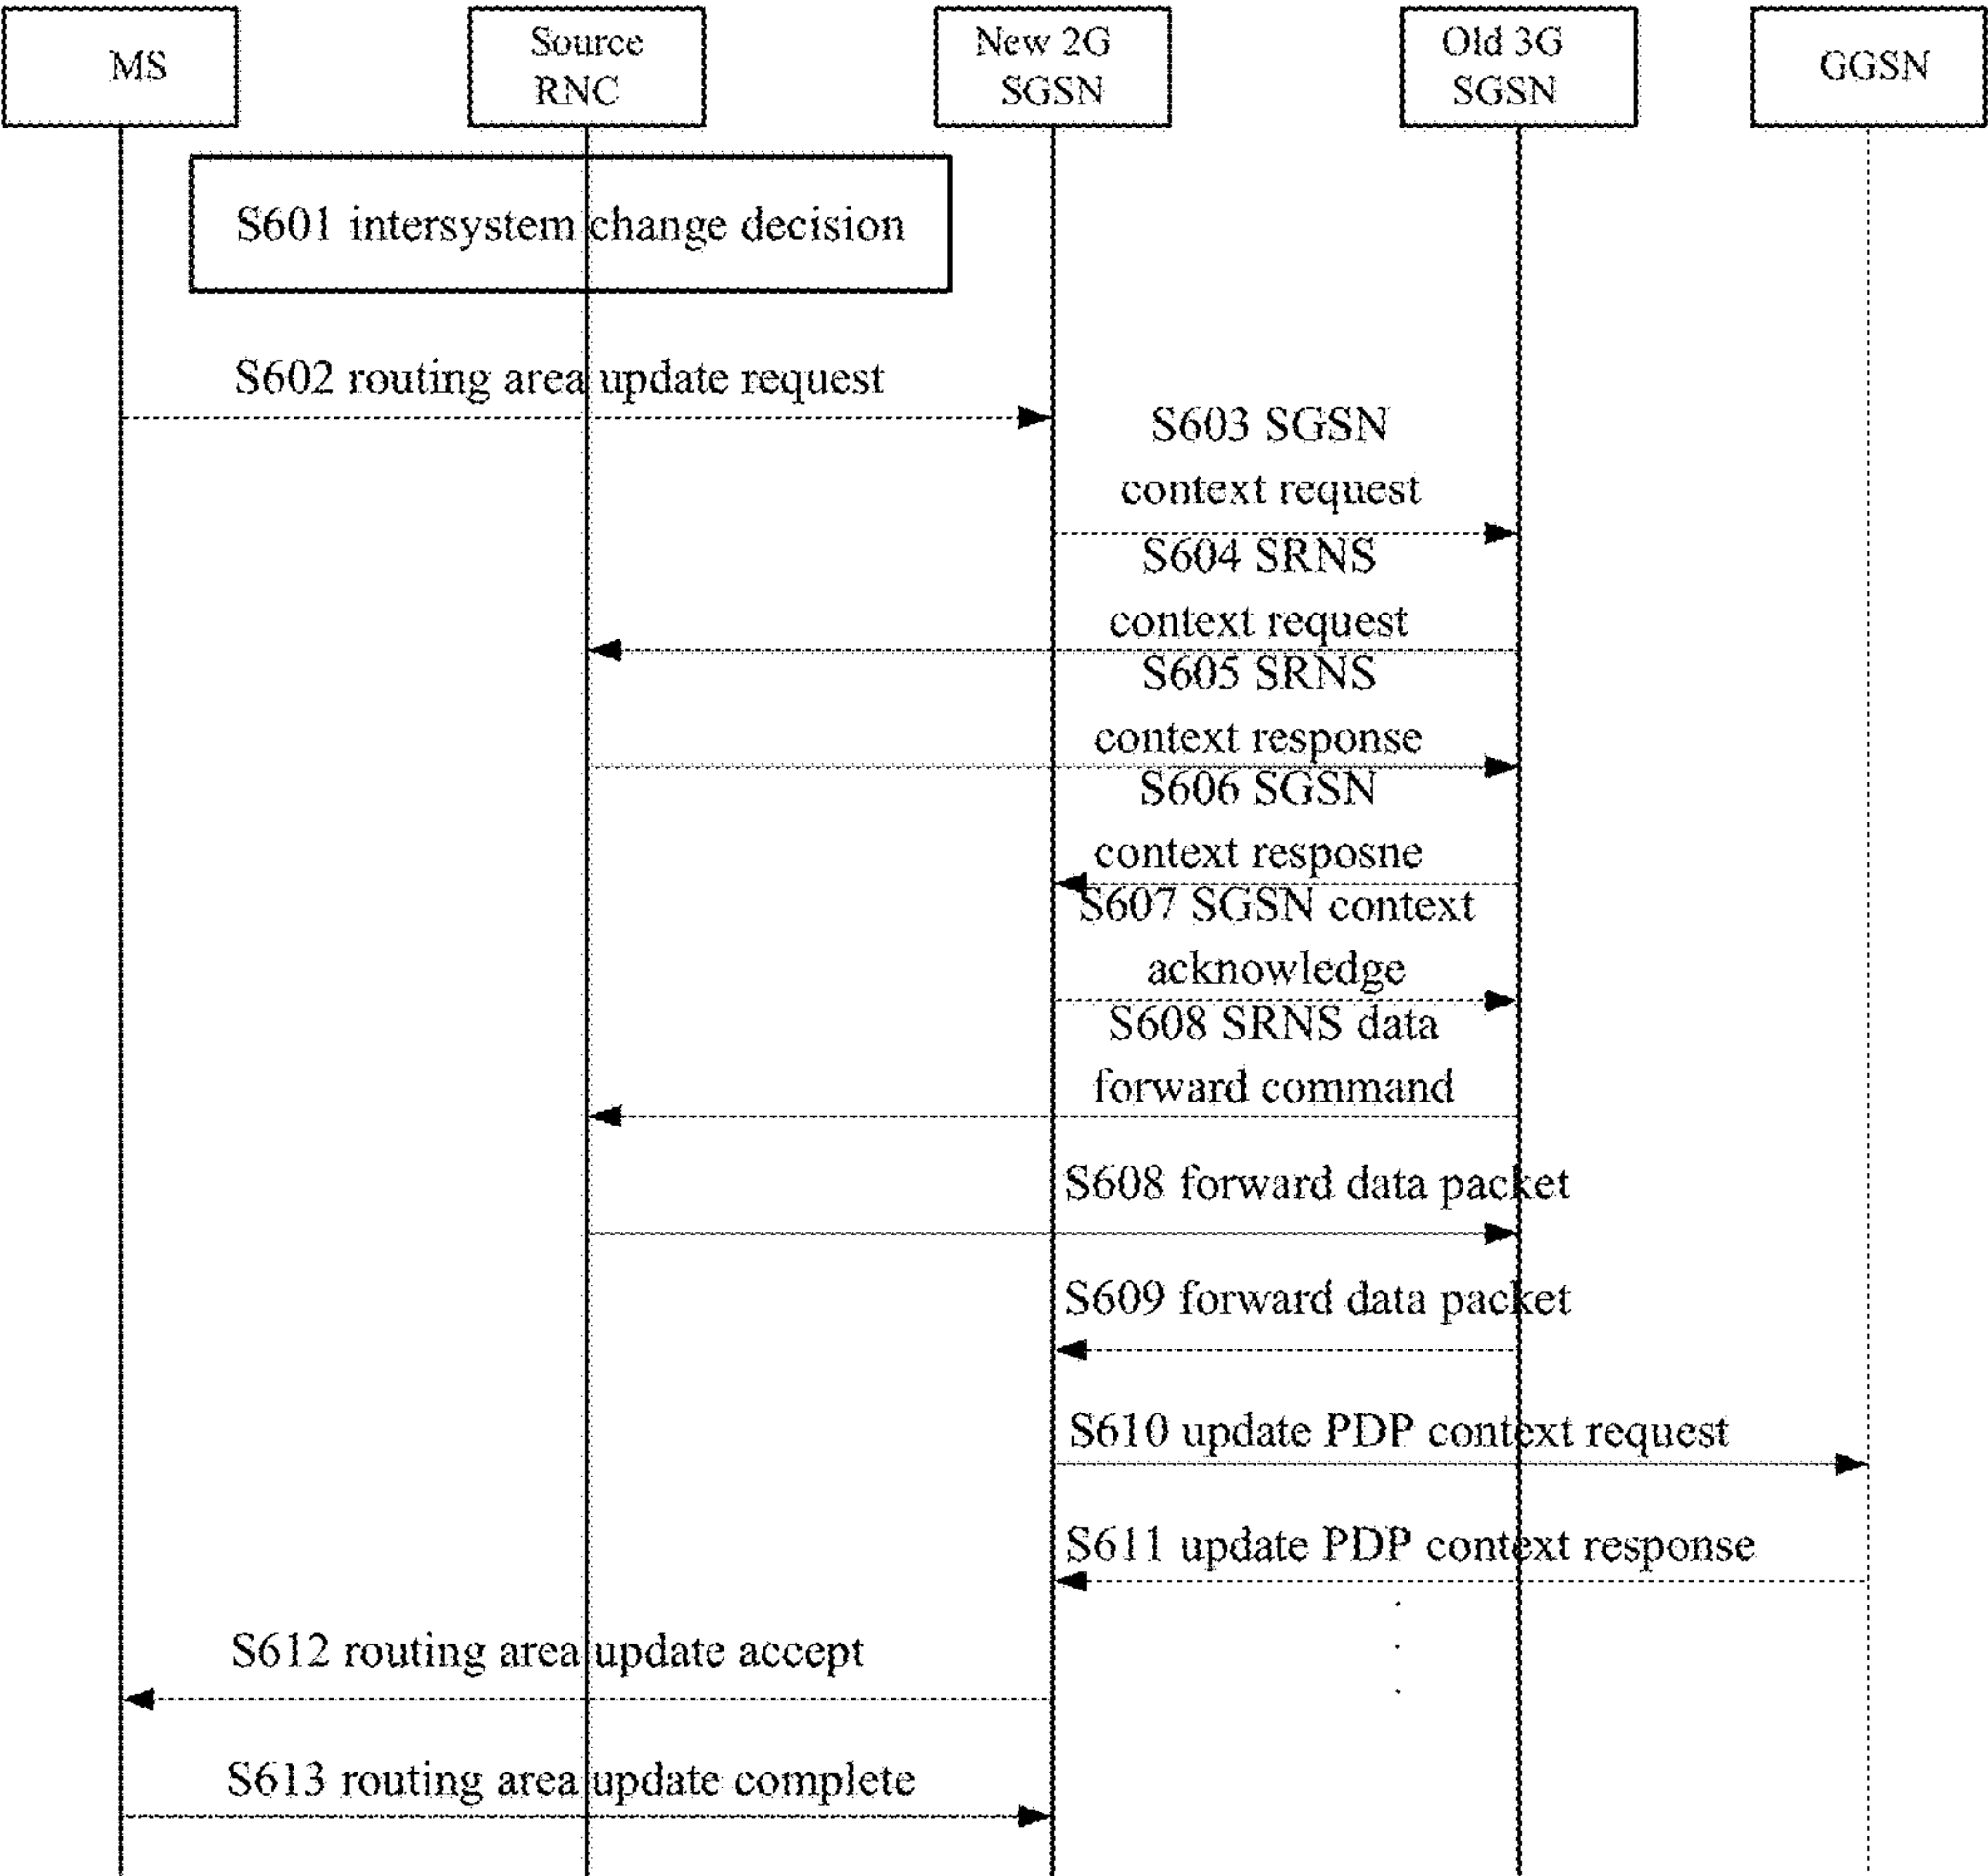 MS
Source
RNC
New 2G
SGSN
Old 3G
SGSN
GGSN
S601 intersystem change decision
S602 routing area update request
S603 SGSN
context request
S604 SRNS
context request
S605 SRNS
context response
S606 SGSN
context resposne
S607 SGSN context
acknowledge
S608 SRNS data
forward command
S608 forward data packet
S609 forward data packet
S610 update PDP context request
S611 update PDP context response
S612 routing area update accept
S613 routing area update complete